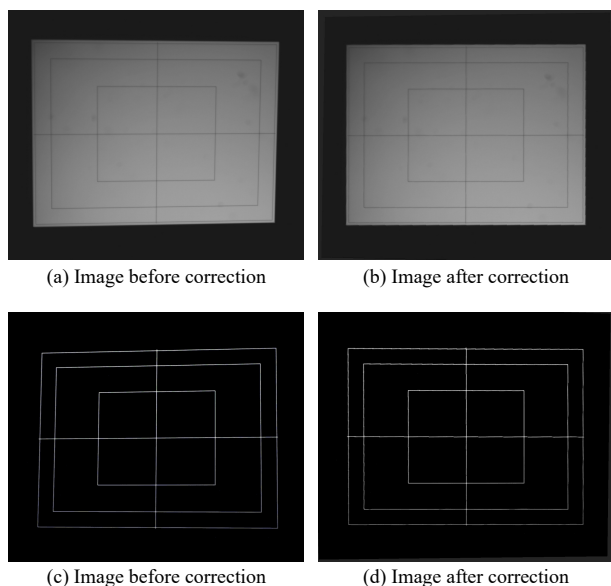 (a) Image before correction
(b) Image after correction
(c) Image before correction
(d) Image after correction